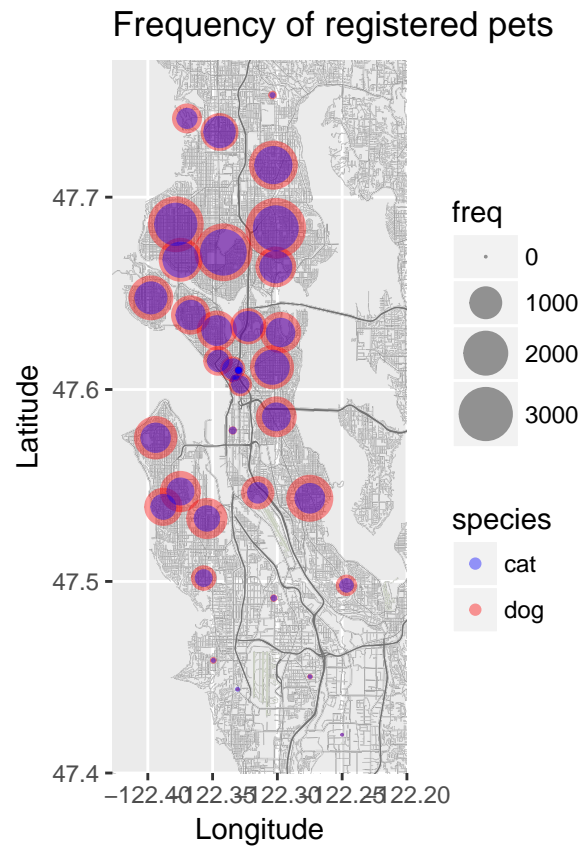 Frequency of registered pets
47.7
47.6
47.5
47.4
Latitude
−122.40
−122.35
−122.30
−122.25
−122.20
Longitude
freq
0
1000
2000
3000
species
cat
dog